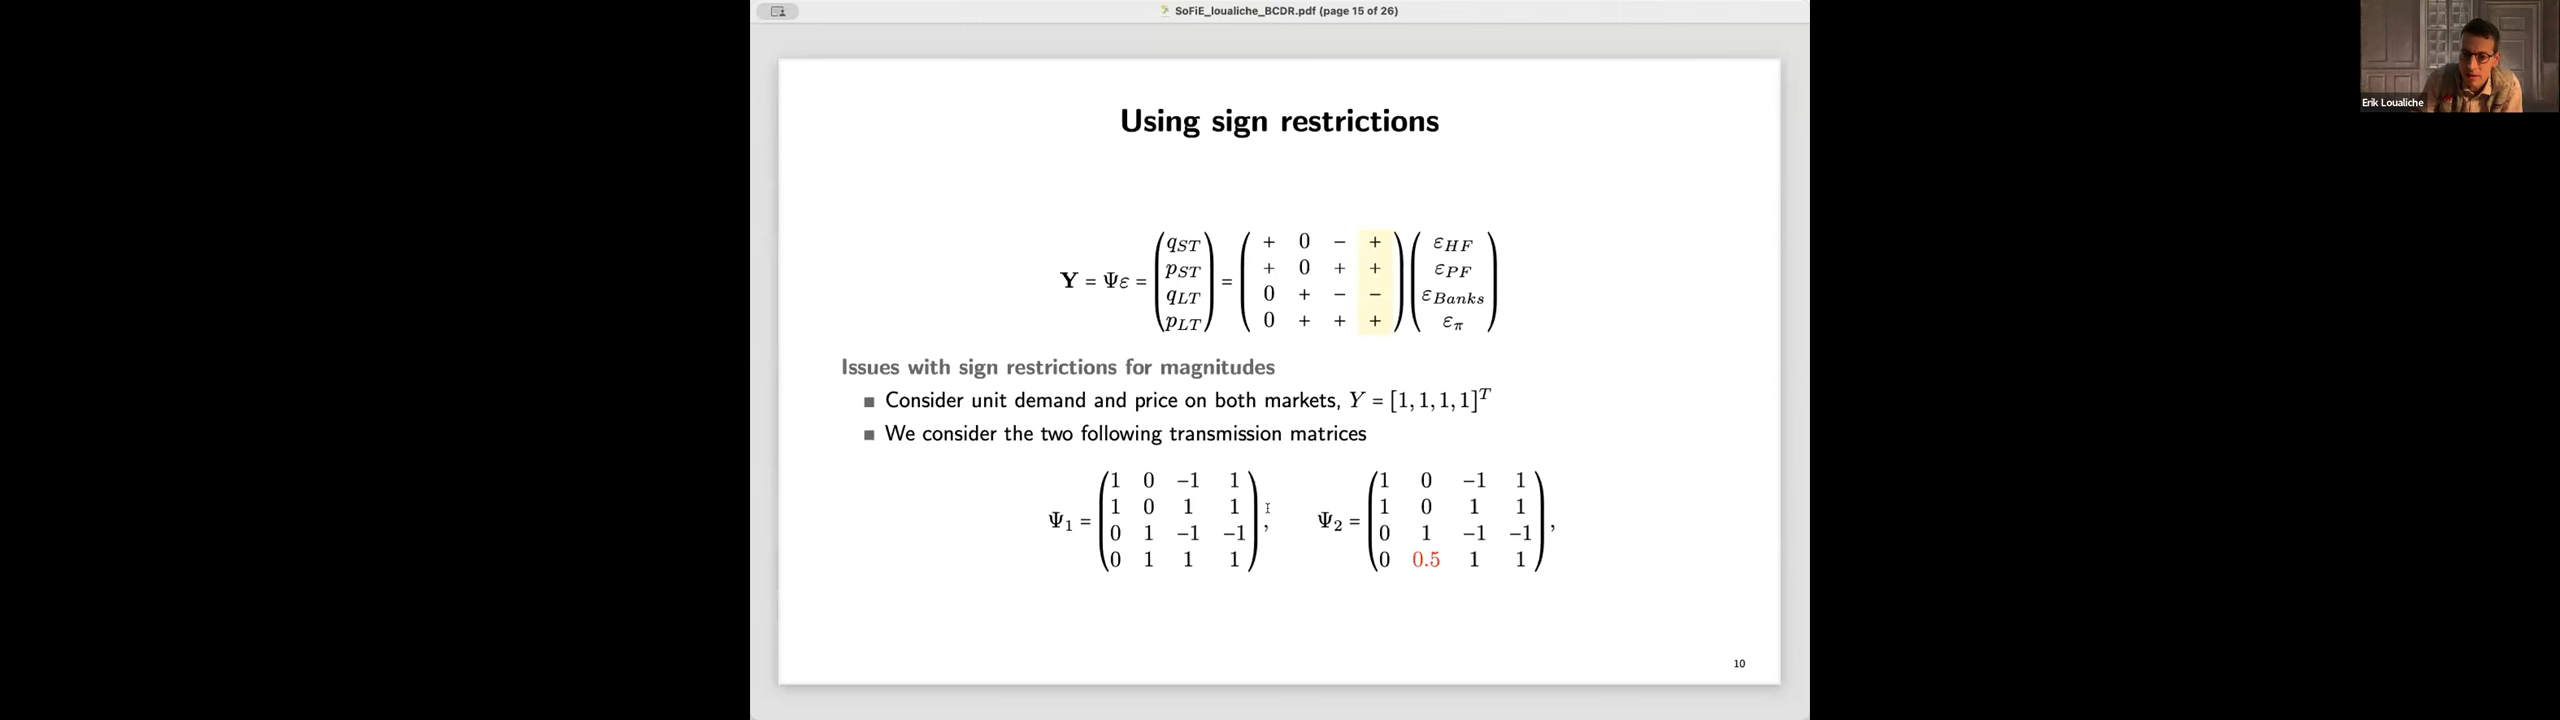 SoFiE_loualiche_BCDR.pdf (page 15 of 26)
Erik Loualiche
Using sign restrictions
Y = Ψε = (q_ST p_ST q_LT p_LT) = (+ 0 − + + 0 + + 0 + − − 0 + + +) (ε_HF ε_PF ε_Banks ε_π)
Issues with sign restrictions for magnitudes
■ Consider unit demand and price on both markets, Y = [1, 1, 1, 1]^T
■ We consider the two following transmission matrices
Ψ₁ = (1 0 −1 1 1 0 1 1 0 1 −1 −1 0 1 1 1), Ψ₂ = (1 0 −1 1 1 0 1 1 0 1 −1 −1 0 0.5 1 1),
10